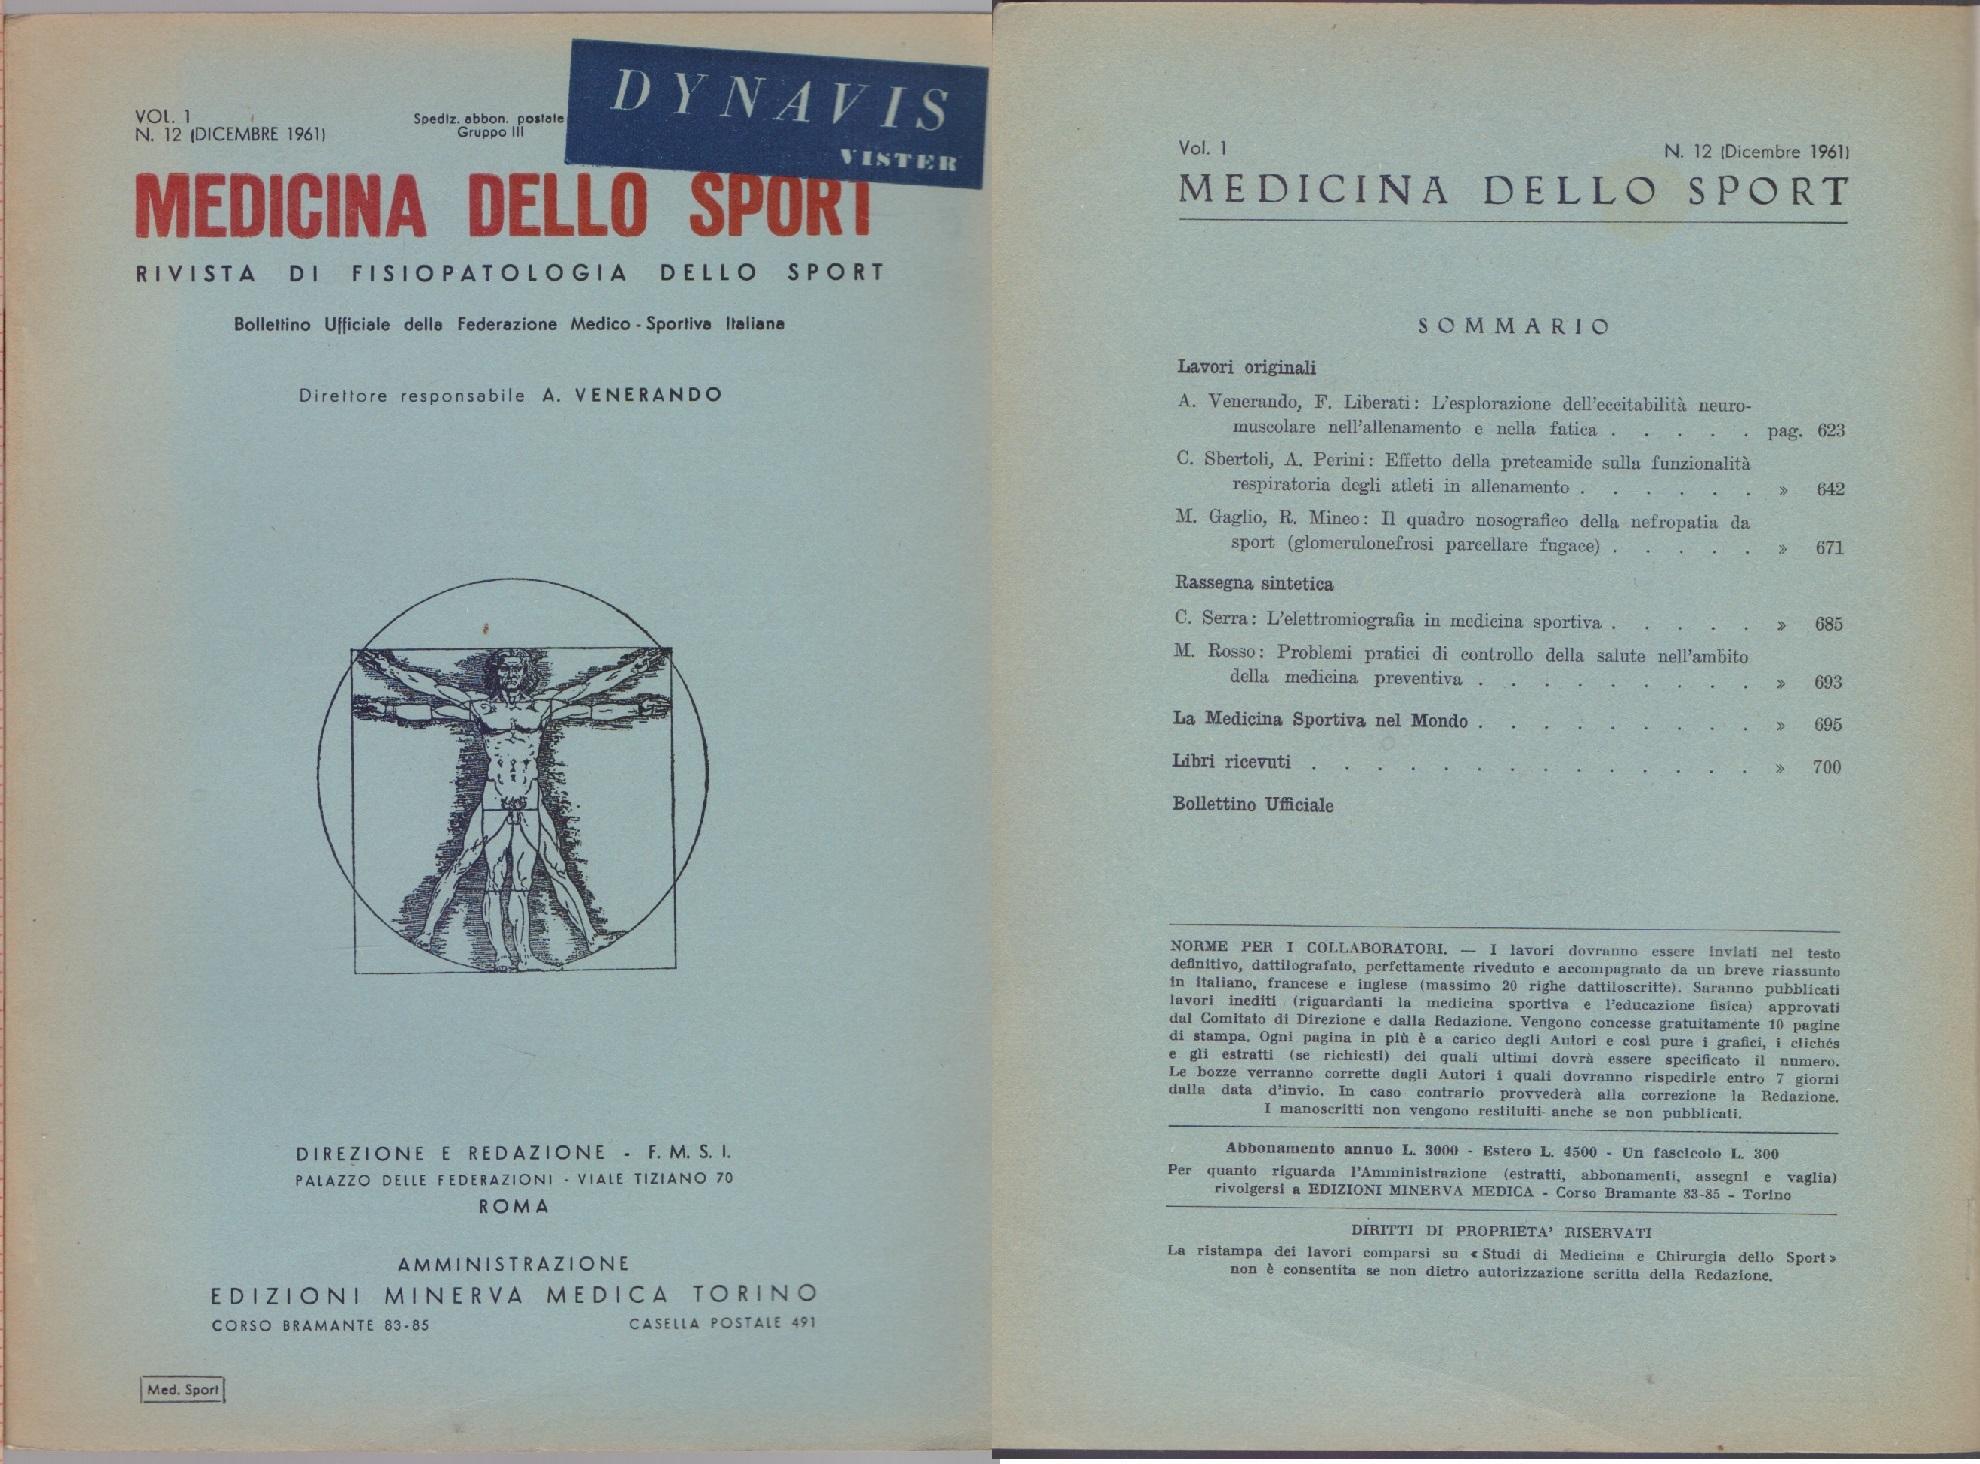 VOL. 1
N. 12 (DICEMBRE 1961)
Spediz. abbon. postale
Gruppo III
DYNAVIS
VISTER
MEDICINA DELLO SPORT
RIVISTA DI FISIOPATOLOGIA DELLO SPORT
Bollettino Ufficiale della Federazione Medico - Sportiva Italiana
Direttore responsabile A. VENERANDO
DIREZIONE E REDAZIONE - F. M. S. I.
PALAZZO DELLE FEDERAZIONI - VIALE TIZIANO 70
ROMA
AMMINISTRAZIONE
EDIZIONI MINERVA MEDICA TORINO
CORSO BRAMANTE 83-85 CASELLA POSTALE 491
Med. Sport
Vol. 1 N. 12 (Dicembre 1961)
MEDICINA DELLO SPORT
SOMMARIO
Lavori originali
A. Venerando, F. Liberati: L'esplorazione dell'eccitabilità neuro-
muscolare nell'allenamento e nella fatica . . . . . pag. 623
C. Sbertoli, A. Perini: Effetto della preteamide sulla funzionalità
respiratoria degli atleti in allenamento . . . . . . » 642
M. Gaglio, R. Mineo: Il quadro nosografico della nefropatia da
sport (glomerulonefrosi parcellare fugace) . . . . . » 671
Rassegna sintetica
C. Serra: L'elettromiografia in medicina sportiva . . . . . » 685
M. Rosso: Problemi pratici di controllo della salute nell'ambito
della medicina preventiva . . . . . . . . . » 693
La Medicina Sportiva nel Mondo . . . . . . . . . » 695
Libri ricevuti . . . . . . . . . . . . . . » 700
Bollettino Ufficiale
NORME PER I COLLABORATORI. — I lavori dovranno essere inviati nel testo
definitivo, dattilografato, perfettamente riveduto e accompagnato da un breve riassunto
in italiano, francese e inglese (massimo 20 righe dattiloscritte). Saranno pubblicati
lavori inediti (riguardanti la medicina sportiva e l'educazione fisica) approvati
dal Comitato di Direzione e dalla Redazione. Vengono concesse gratuitamente 10 pagine
di stampa. Ogni pagina in più è a carico degli Autori e così pure i grafici, i clichés
e gli estratti (se richiesti) dei quali ultimi dovrà essere specificato il numero.
Le bozze verranno corrette dagli Autori i quali dovranno rispedirle entro 7 giorni
dalla data d'invio. In caso contrario provvederà alla correzione la Redazione.
I manoscritti non vengono restituiti anche se non pubblicati.
Abbonamento annuo L. 3000 - Estero L. 4500 - Un fascicolo L. 300
Per quanto riguarda l'Amministrazione (estratti, abbonamenti, assegni e vaglia)
rivolgersi a EDIZIONI MINERVA MEDICA - Corso Bramante 83-85 - Torino
DIRITTI DI PROPRIETA' RISERVATI
La ristampa dei lavori comparsi su « Studi di Medicina e Chirurgia dello Sport »
non è consentita se non dietro autorizzazione scritta della Redazione.